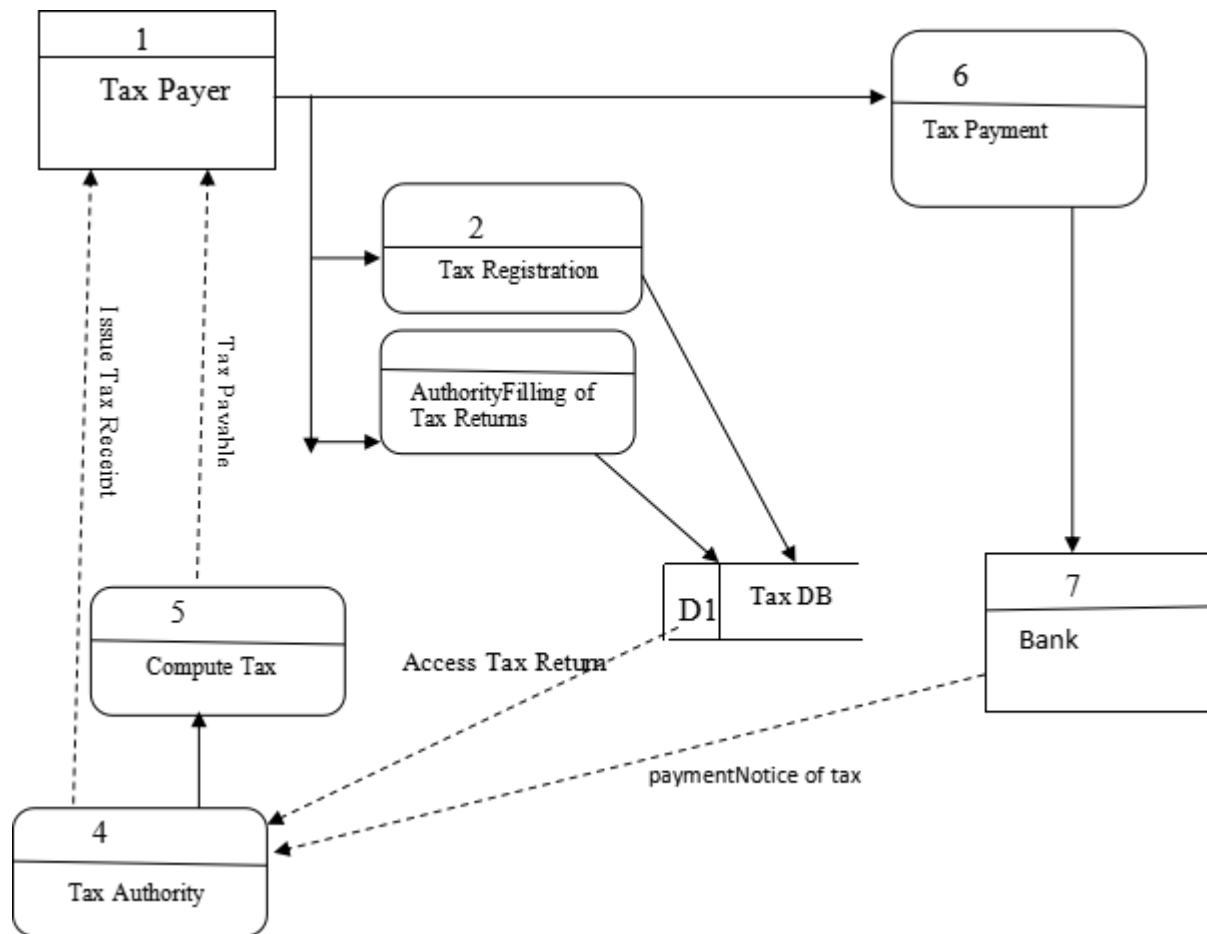 1
Tax Payer
6
Tax Payment
2
Tax Registration
AuthorityFilling of
Tax Returns
Issue Tax Receipt
Tax Payable
D1
Tax DB
5
Compute Tax
Access Tax Return
7
Bank
paymentNotice of tax
4
Tax Authority